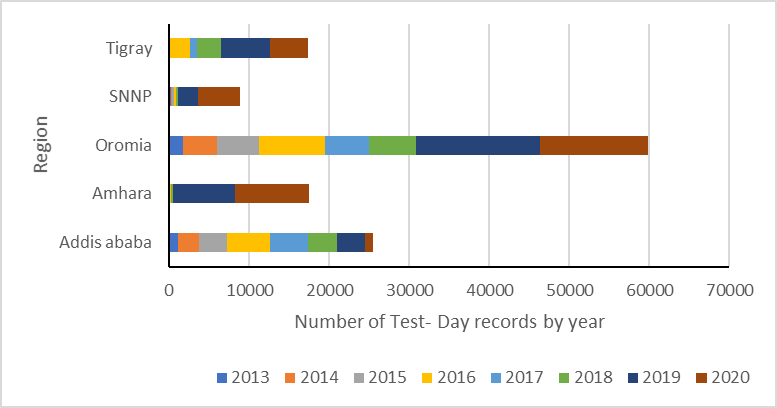 Region
Tigray
SNNP
Oromia
Amhara
Addis ababa
0 10000 20000 30000 40000 50000 60000 70000
Number of Test- Day records by year
2013 2014 2015 2016 2017 2018 2019 2020